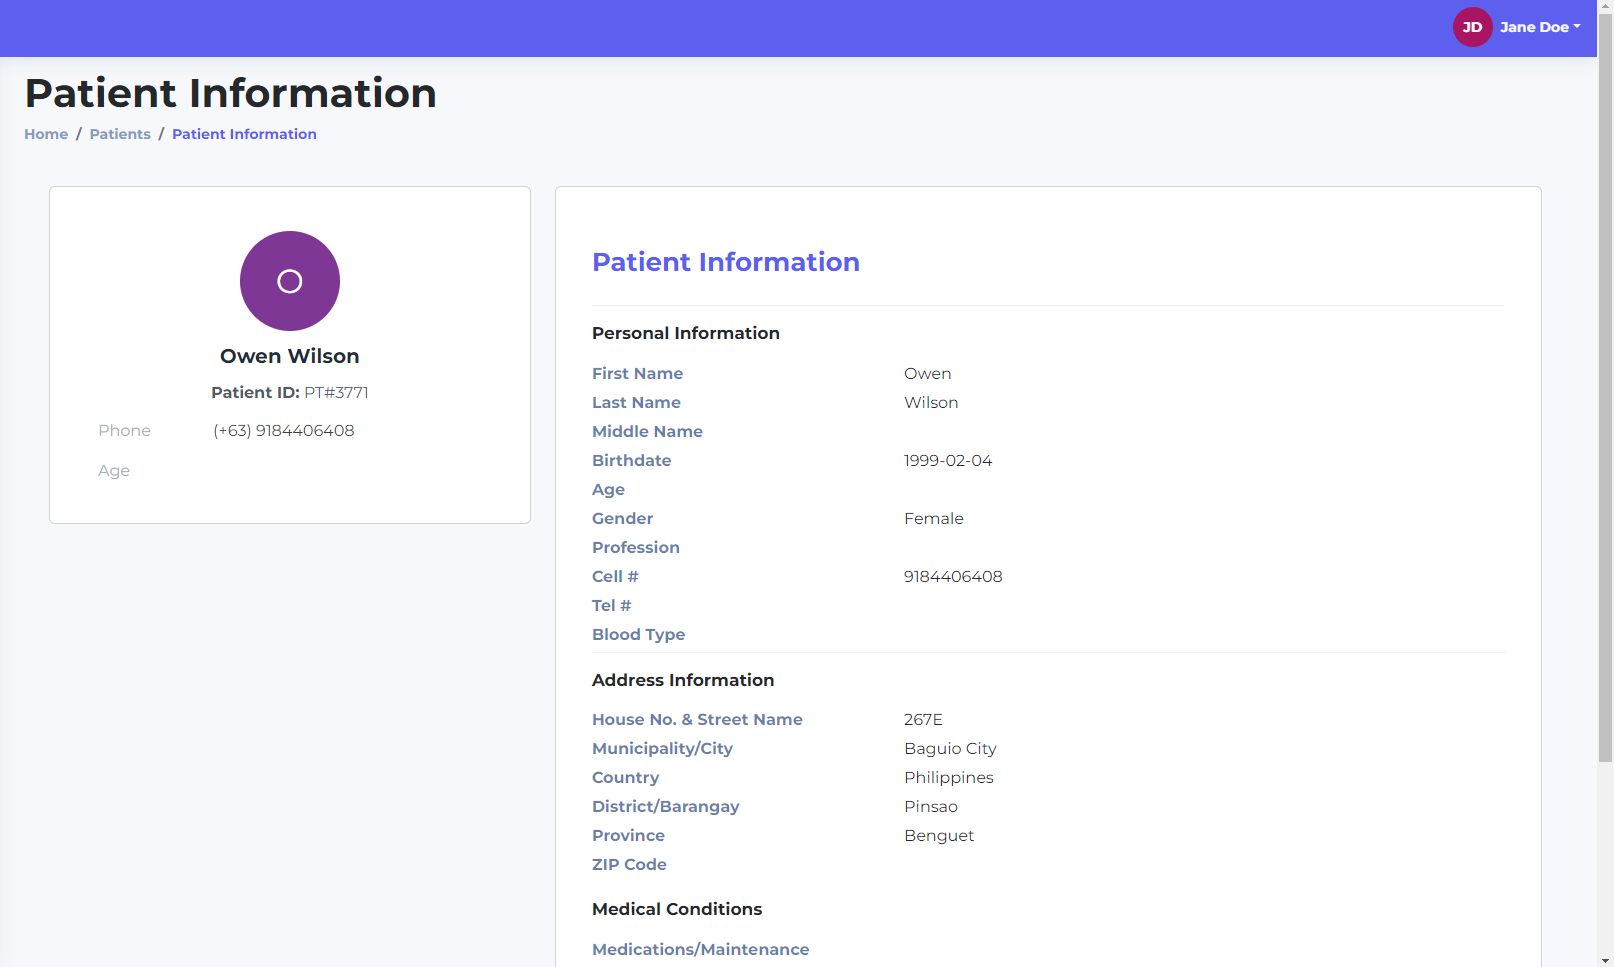 JD Jane Doe
Patient Information
Home / Patients / Patient Information
O
Owen Wilson
Patient ID: PT#3771
Phone (+63) 9184406408
Age
Patient Information
Personal Information
First Name Owen
Last Name Wilson
Middle Name
Birthdate 1999-02-04
Age
Gender Female
Profession
Cell # 9184406408
Tel #
Blood Type
Address Information
House No. & Street Name 267E
Municipality/City Baguio City
Country Philippines
District/Barangay Pinsao
Province Benguet
ZIP Code
Medical Conditions
Medications/Maintenance